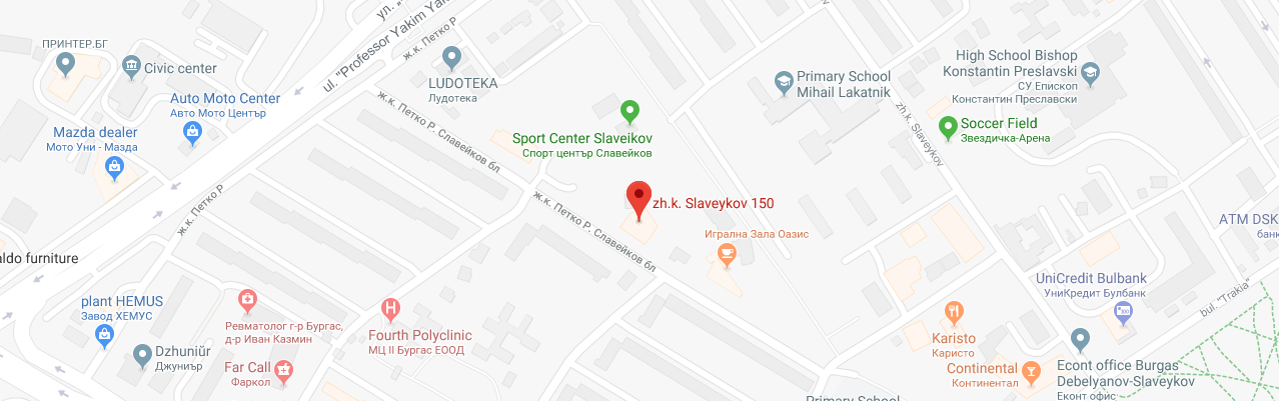 ул. "
ПРИНТЕР.БГ
Civic center
ul. "Professor Yakim Yak
ж.к. Петко Р
LUDOTEKA
Лудотека
Auto Moto Center
Авто Мото Център
Mazda dealer
Мото Уни - Мазда
ж.к. Петко Р. Славейков бл
Sport Center Slaveikov
Спорт център Славейков
Primary School
Mihail Lakatnik
High School Bishop
Konstantin Preslavski
СУ Епископ
Константин Преславски
zh.k. Slaveykov
Soccer Field
Звездичка-Арена
ж.к. Петко Р
ж.к. Петко Р. Славейков бл
zh.k. Slaveykov 150
Игрална Зала Оазис
ATM DSK
банк
aldo furniture
UniCredit Bulbank
УниКредит Булбанк
bul. "Trakia"
plant HEMUS
Завод ХЕМУС
Ревматолог г-р Бургас,
д-р Иван Казмин
Fourth Polyclinic
МЦ II Бургас ЕООД
Dzhuniür
Джуниър
Far Call
Фаркол
Karisto
Каристо
Continental
Континентал
Econt office Burgas
Debelyanov-Slaveykov
Еконт офис
Primary School